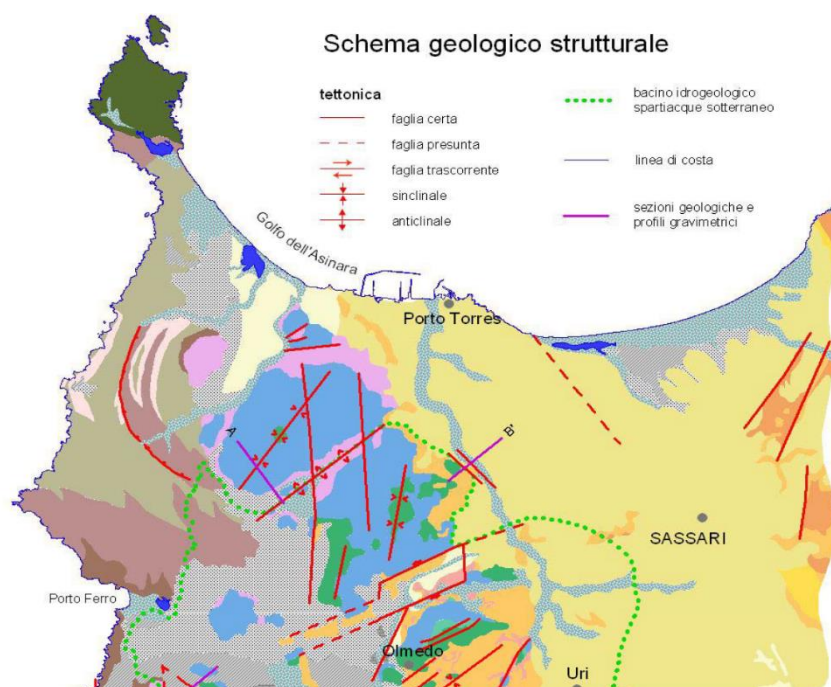 Schema geologico strutturale
tettonica
faglia certa
faglia presunta
faglia trascorrente
sinclinale
anticlinale
bacino idrogeologico
spartiacque sotterraneo
linea di costa
sezioni geologiche e
profili gravimetrici
Golfo dell'Asinara
Porto Torres
A
B'
SASSARI
Porto Ferro
Olmedo
Uri